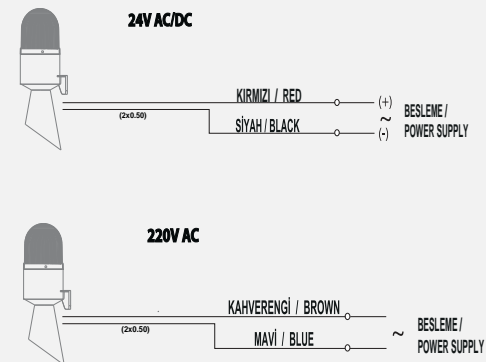 24V AC/DC
KIRMIZI / RED
(+)
(2x0.50)
~
BESLEME /
POWER SUPPLY
SİYAH / BLACK
(-)
220V AC
KAHVERENGİ / BROWN
(2x0.50)
~
BESLEME /
POWER SUPPLY
MAVİ / BLUE